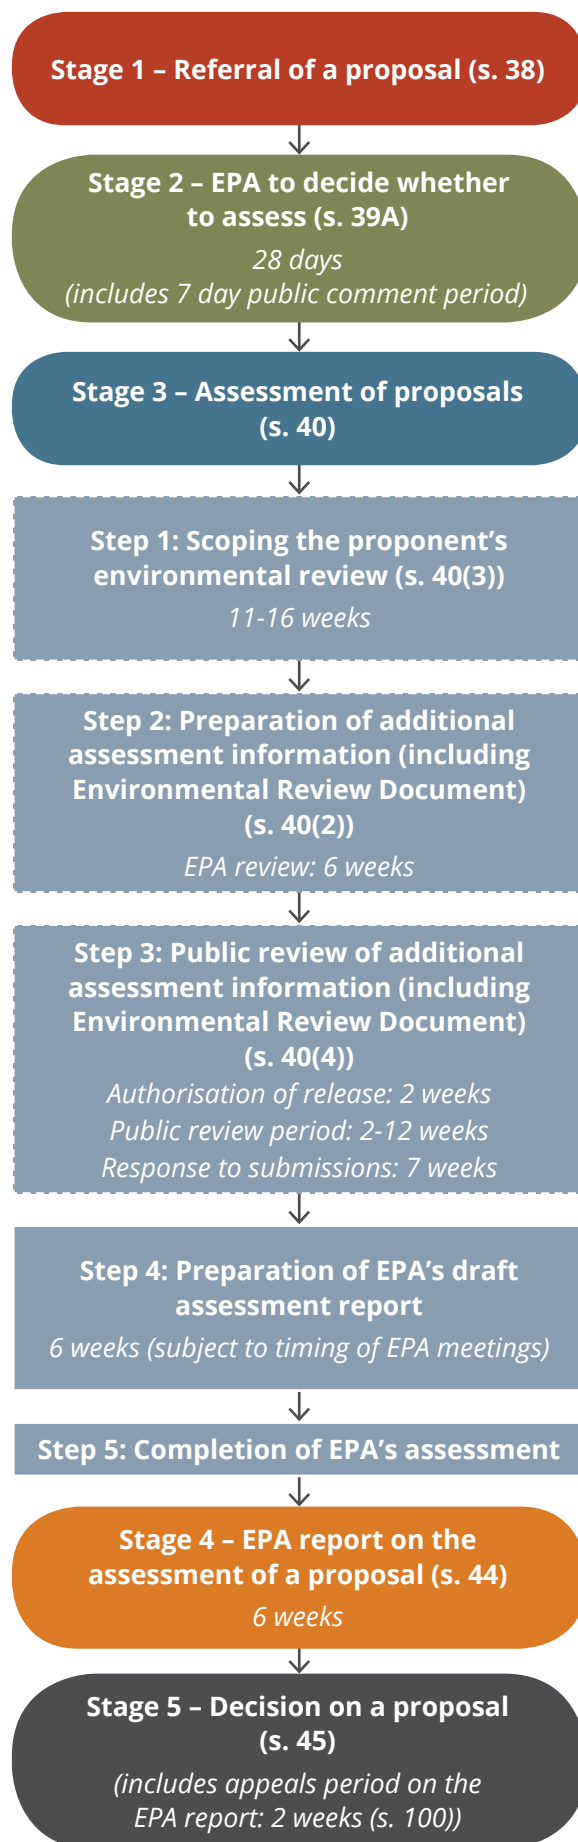 Stage 1 – Referral of a proposal (s. 38)
Stage 2 – EPA to decide whether
to assess (s. 39A)
28 days
(includes 7 day public comment period)
Stage 3 – Assessment of proposals
(s. 40)
Step 1: Scoping the proponent’s
environmental review (s. 40(3))
11-16 weeks
Step 2: Preparation of additional
assessment information (including
Environmental Review Document)
(s. 40(2))
EPA review: 6 weeks
Step 3: Public review of additional
assessment information (including
Environmental Review Document)
(s. 40(4))
Authorisation of release: 2 weeks
Public review period: 2-12 weeks
Response to submissions: 7 weeks
Step 4: Preparation of EPA’s draft
assessment report
6 weeks (subject to timing of EPA meetings)
Step 5: Completion of EPA’s assessment
Stage 4 – EPA report on the
assessment of a proposal (s. 44)
6 weeks
Stage 5 – Decision on a proposal
(s. 45)
(includes appeals period on the
EPA report: 2 weeks (s. 100))